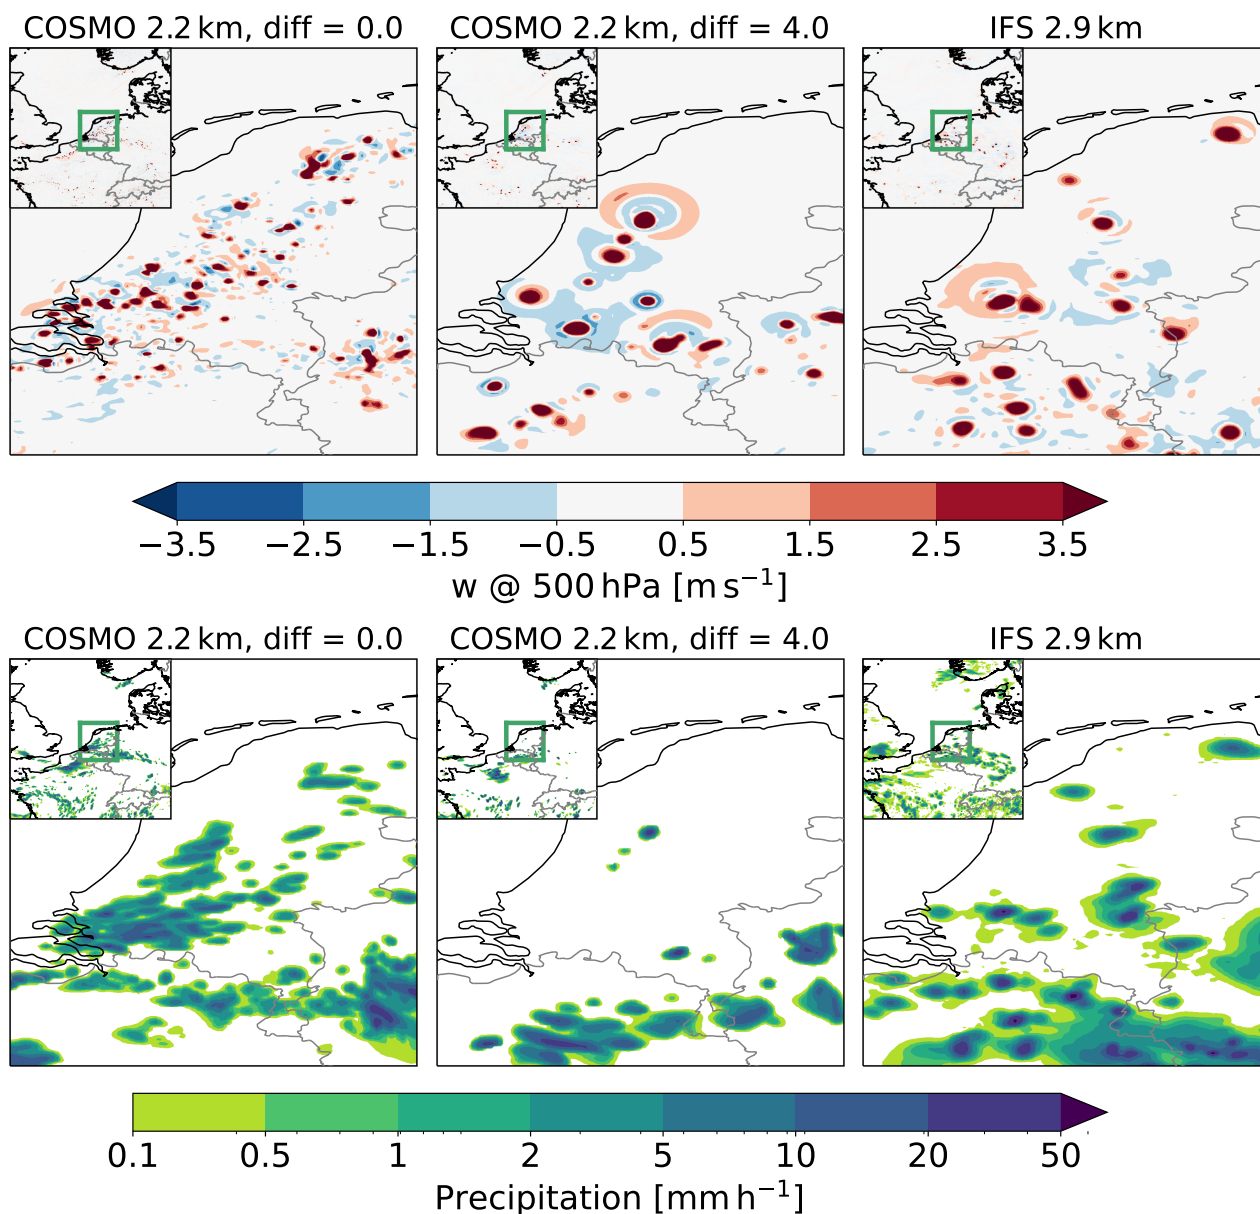 COSMO 2.2 km, diff = 0.0
COSMO 2.2 km, diff = 4.0
IFS 2.9 km
−3.5 −2.5 −1.5 −0.5 0.5 1.5 2.5 3.5
w @ 500 hPa [m s⁻¹]
COSMO 2.2 km, diff = 0.0
COSMO 2.2 km, diff = 4.0
IFS 2.9 km
0.1 0.5 1 2 5 10 20 50
Precipitation [mm h⁻¹]